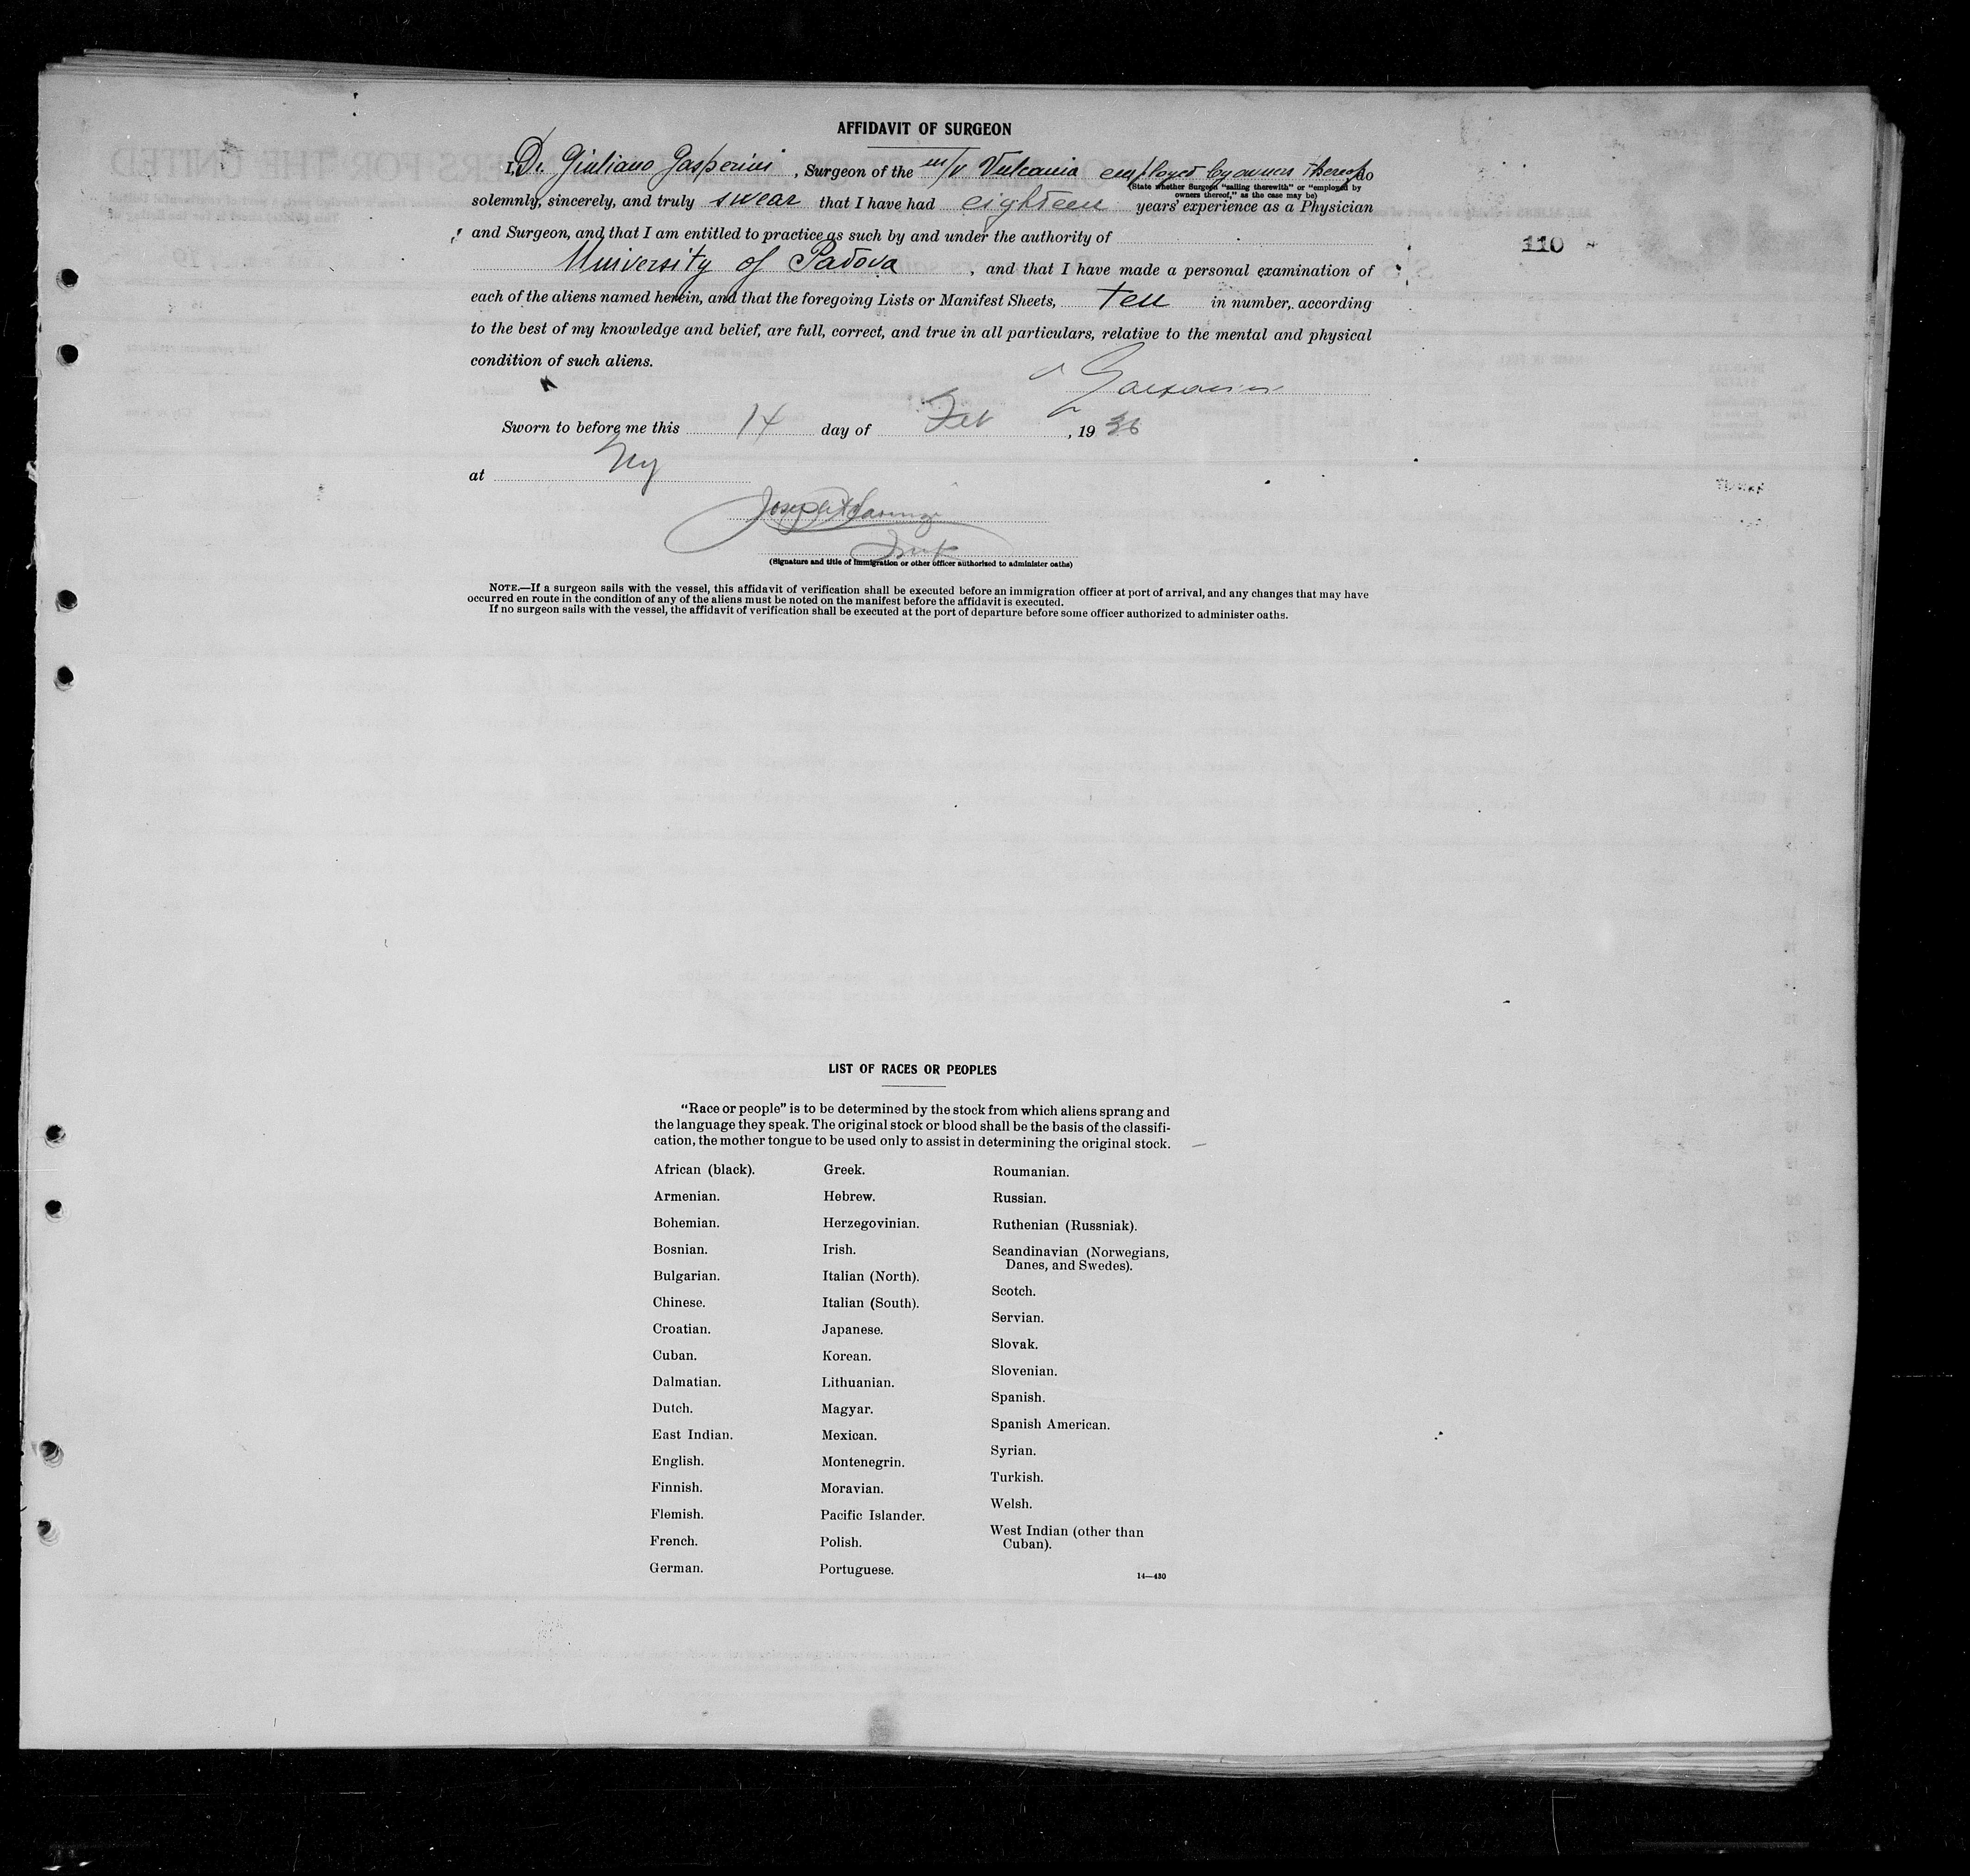 AFFIDAVIT OF SURGEON
I, Dr. Giuliano Gasperini, Surgeon of the m/v Vulcania employed by owners thereof do
(State whether Surgeon "sailing therewith" or "employed by
owners thereof," as the case may be)
solemnly, sincerely, and truly swear that I have had eighteen years' experience as a Physician
and Surgeon, and that I am entitled to practice as such by and under the authority of
110
University of Padova, and that I have made a personal examination of
each of the aliens named herein, and that the foregoing Lists or Manifest Sheets, Ten in number, according
to the best of my knowledge and belief, are full, correct, and true in all particulars, relative to the mental and physical
condition of such aliens.
Gasperini
Sworn to before me this 14 day of Feb, 19 36
at Ny
Joseph
(Signature and title of immigration or other officer authorized to administer oaths)
NOTE.—If a surgeon sails with the vessel, this affidavit of verification shall be executed before an immigration officer at port of arrival, and any changes that may have
occurred en route in the condition of any of the aliens must be noted on the manifest before the affidavit is executed.
If no surgeon sails with the vessel, the affidavit of verification shall be executed at the port of departure before some officer authorized to administer oaths.
LIST OF RACES OR PEOPLES
"Race or people" is to be determined by the stock from which aliens sprang and
the language they speak. The original stock or blood shall be the basis of the classifi-
cation, the mother tongue to be used only to assist in determining the original stock.
African (black).
Armenian.
Bohemian.
Bosnian.
Bulgarian.
Chinese.
Croatian.
Cuban.
Dalmatian.
Dutch.
East Indian.
English.
Finnish.
Flemish.
French.
German.
Greek.
Hebrew.
Herzegovinian.
Irish.
Italian (North).
Italian (South).
Japanese.
Korean.
Lithuanian.
Magyar.
Mexican.
Montenegrin.
Moravian.
Pacific Islander.
Polish.
Portuguese.
Roumanian.
Russian.
Ruthenian (Russniak).
Scandinavian (Norwegians,
Danes, and Swedes).
Scotch.
Servian.
Slovak.
Slovenian.
Spanish.
Spanish American.
Syrian.
Turkish.
Welsh.
West Indian (other than
Cuban).
14—430